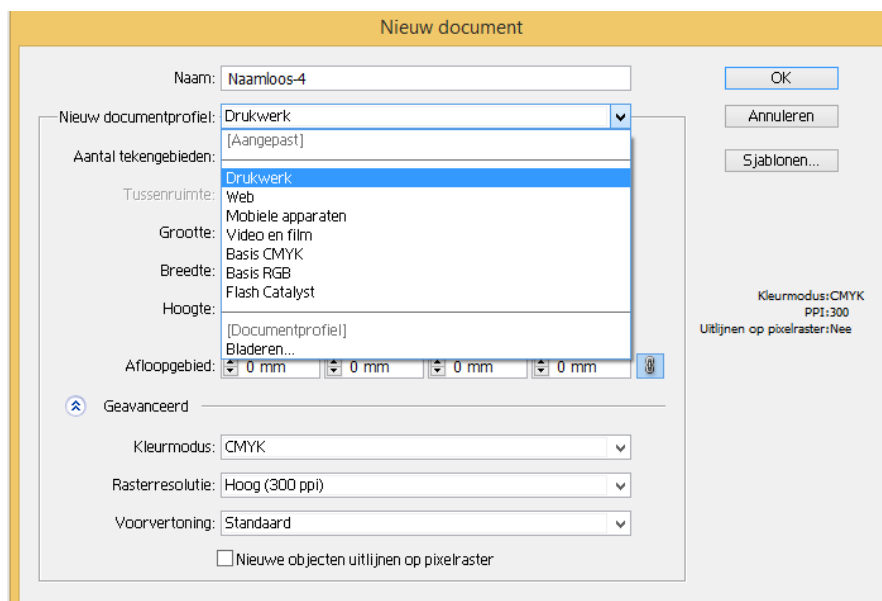 Nieuw document
Naam: Naamloos-4
OK
Nieuw documentprofiel: Drukwerk
Annuleren
[Aangepast]
Aantal tekengebieden:
Sjablonen...
Drukwerk
Tussenruimte:
Web
Mobiele apparaten
Grootte:
Video en film
Basis CMYK
Breedte:
Basis RGB
Flash Catalyst
Kleurmodus:CMYK
Hoogte:
PPI:300
[Documentprofiel]
Uitlijnen op pixelraster:Nee
Bladeren...
Afloopgebied: 0 mm 0 mm 0 mm 0 mm
Geavanceerd
Kleurmodus: CMYK
Rasterresolutie: Hoog (300 ppi)
Voorvertoning: Standaard
Nieuwe objecten uitlijnen op pixelraster